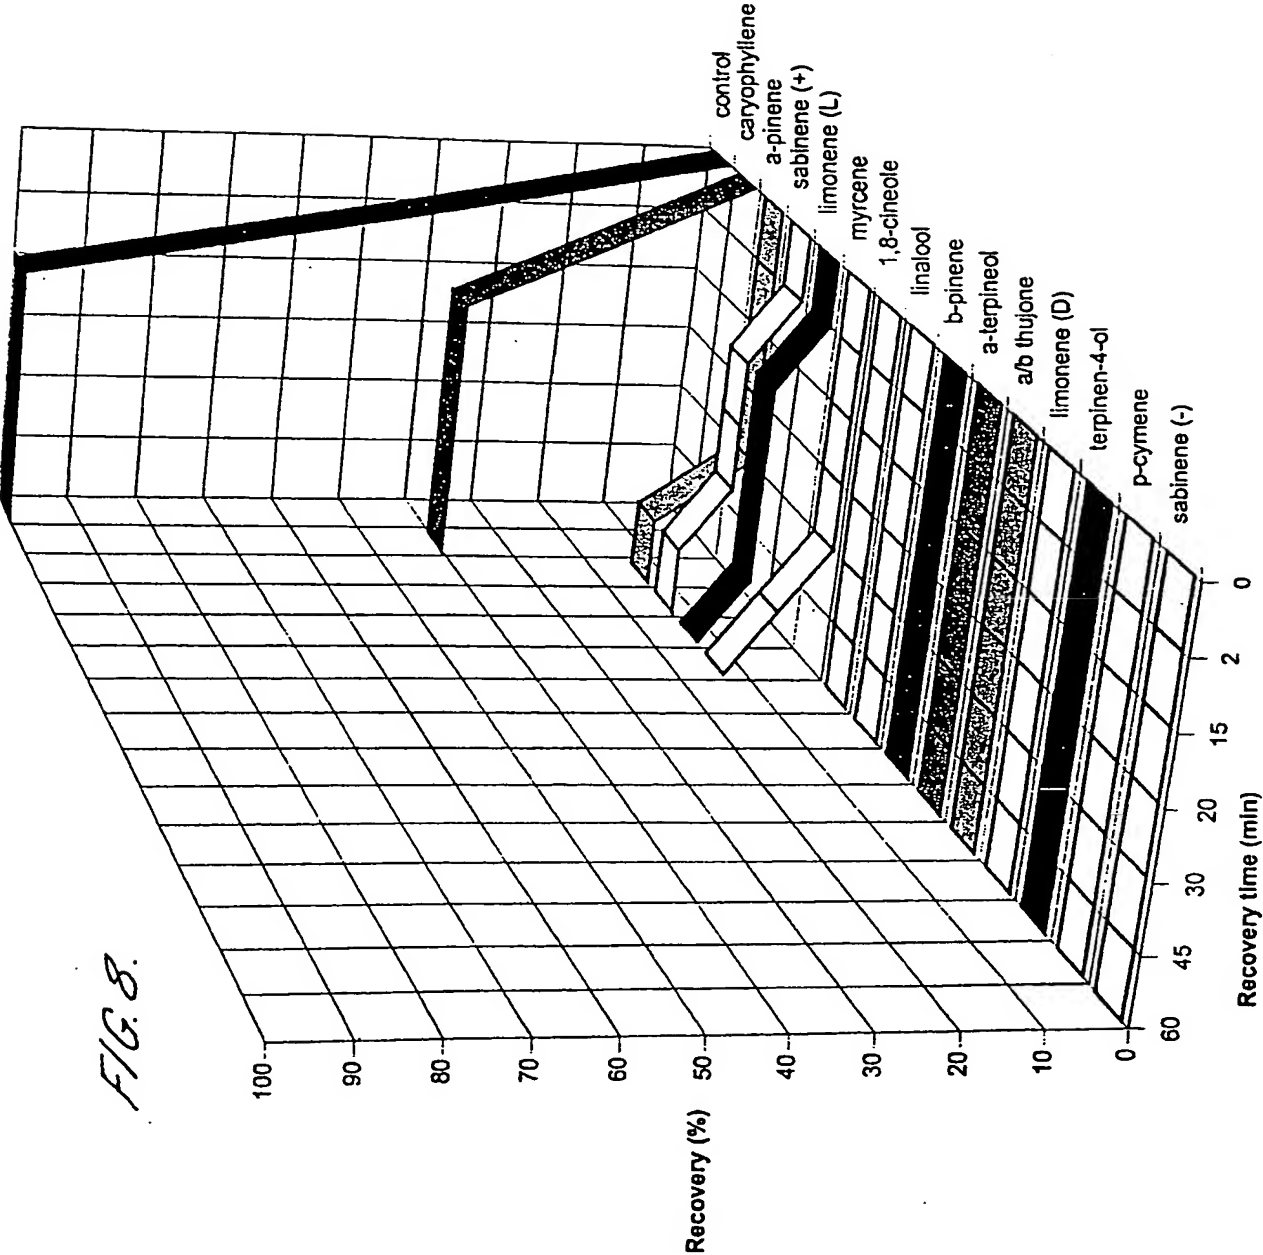 FIG. 8.
Recovery (%)
100
90
80
70
60
50
40
30
20
10
0
60
45
30
20
15
2
0
Recovery time (min)
control
caryophyllene
a-pinene
sabinene (+)
limonene (L)
myrcene
1,8-cineole
linalool
b-pinene
a-terpineol
a/b thujone
limonene (D)
terpinen-4-ol
p-cymene
sabinene (-)